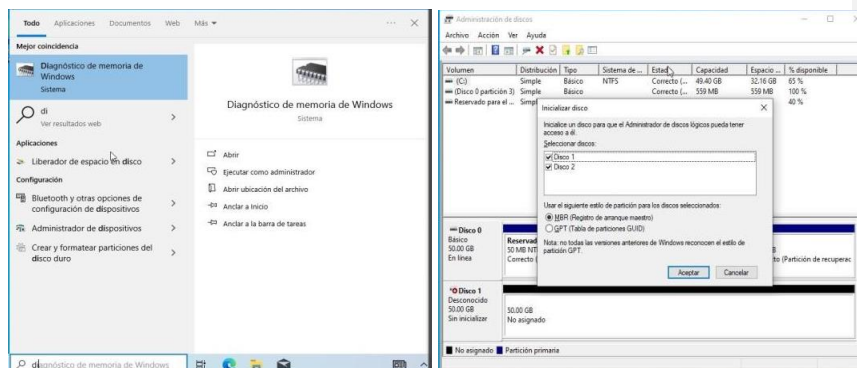 Todo Aplicaciones Documentos Web Más ··· ×
Mejor coincidencia
Diagnóstico de memoria de
Windows
Sistema
di
Ver resultados web
Aplicaciones
Liberador de espacio en disco
Configuración
Bluetooth y otras opciones de
configuración de dispositivos
Administrador de dispositivos
Crear y formatear particiones del
disco duro
Diagnóstico de memoria de Windows
Sistema
Abrir
Ejecutar como administrador
Abrir ubicación del archivo
Anclar a Inicio
Anclar a la barra de tareas
diagnóstico de memoria de Windows
Administración de discos
Archivo Acción Ver Ayuda
Volumen Distribución Tipo Sistema de ... Estado Capacidad Espacio ... % disponible
(C:) Simple Básico NTFS Correcto (... 49.40 GB 32.16 GB 65 %
(Disco 0 partición 3) Simple Básico Correcto (... 559 MB 559 MB 100 %
Reservado para el ... Simpl 40 %
Inicializar disco
Inicialice un disco para que el Administrador de discos lógicos pueda tener
acceso a él.
Seleccionar discos:
Disco 1
Disco 2
Usar el siguiente estilo de partición para los discos seleccionados:
MBR (Registro de arranque maestro)
GPT (Tabla de particiones GUID)
Nota: no todas las versiones anteriores de Windows reconocen el estilo de
partición GPT.
Aceptar Cancelar
Disco 0
Básico
50.00 GB
En línea
Reservad
50 MB NT
Correcto (
to (Partición de recuperac
Disco 1
Desconocido
50.00 GB
Sin inicializar
50.00 GB
No asignado
No asignado Partición primaria